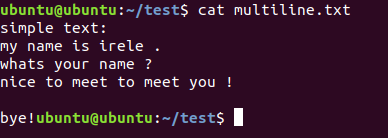 ubuntu@ubuntu:~/test$ cat multiline.txt
simple text:
my name is irele .
whats your name ?
nice to meet to meet you !

bye!ubuntu@ubuntu:~/test$